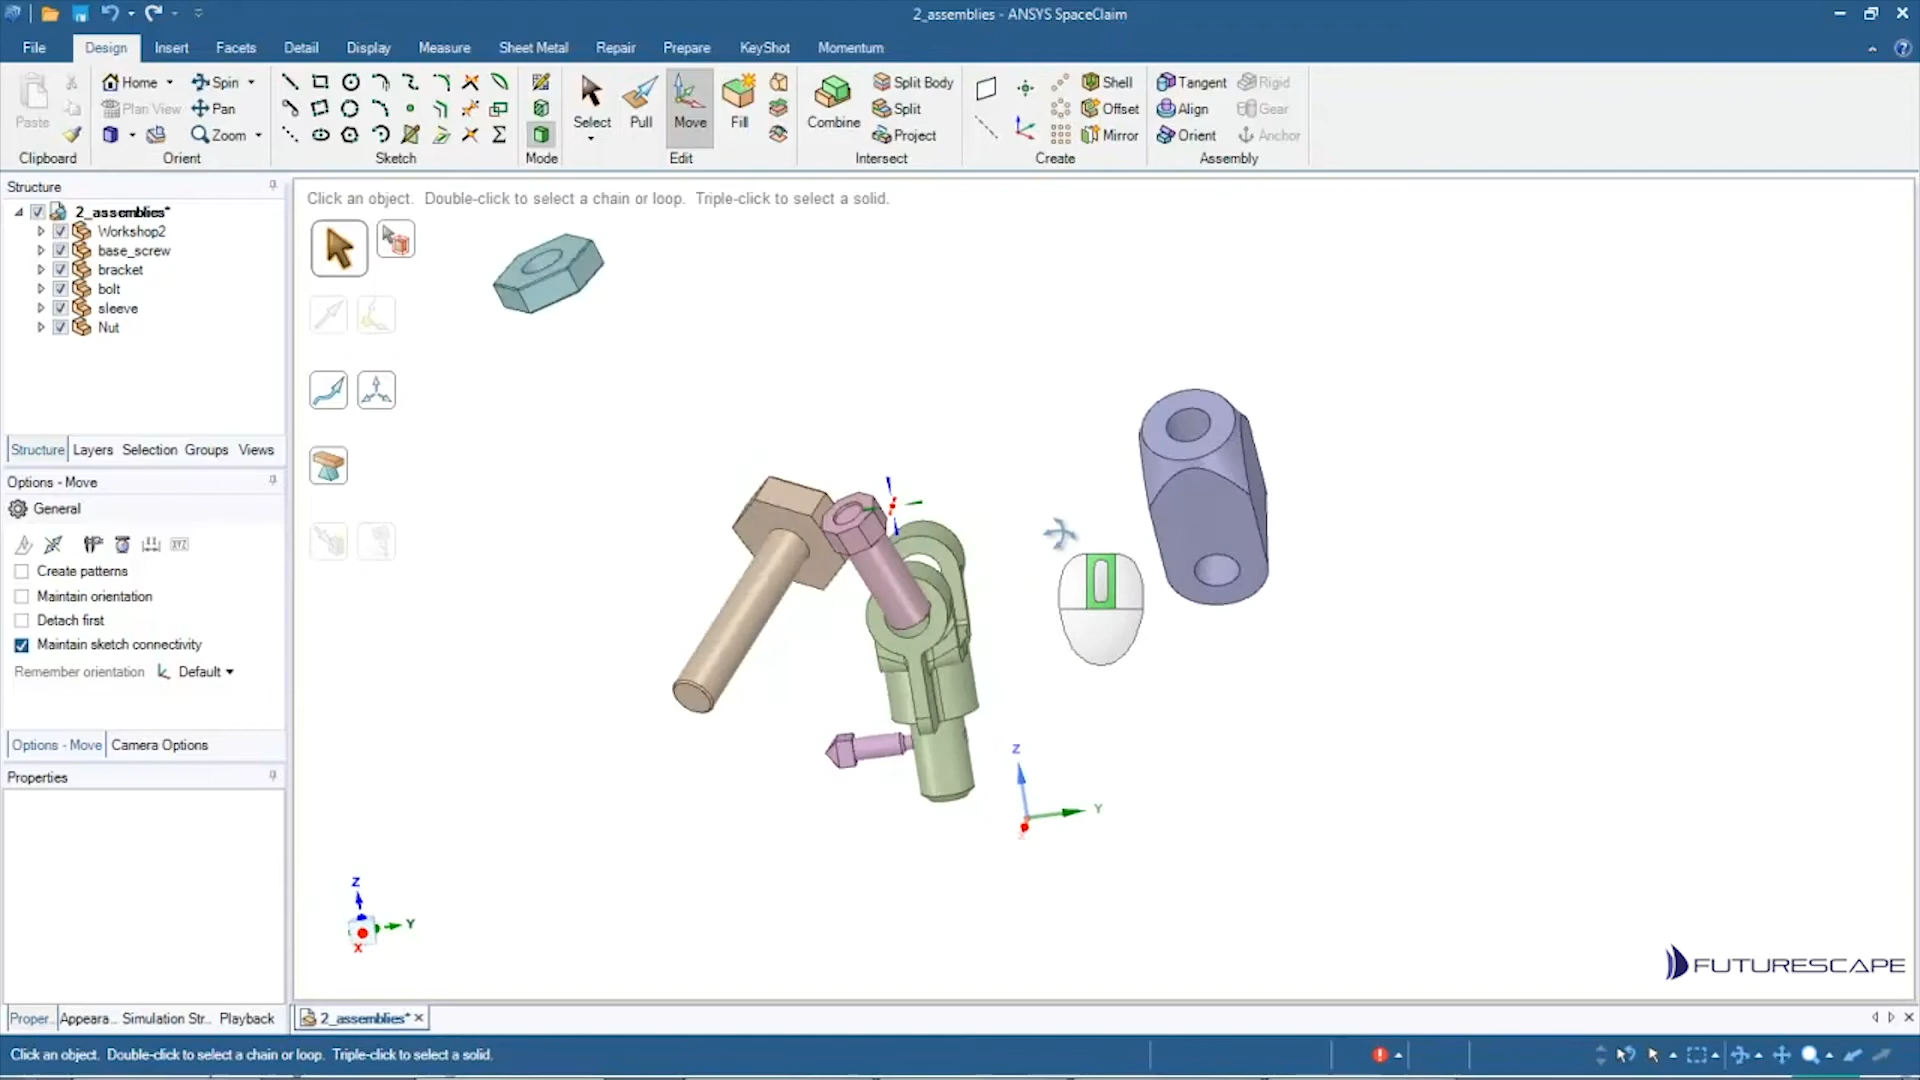 2_assemblies - ANSYS SpaceClaim
File Design Insert Facets Detail Display Measure Sheet Metal Repair Prepare KeyShot Momentum
Paste
Clipboard
Home Spin
Plan View Pan
Zoom
Orient
Sketch
Mode
Select Pull Move Fill
Edit
Combine
Split Body
Split
Project
Intersect
Shell
Offset
Mirror
Create
Tangent Rigid
Align Gear
Orient Anchor
Assembly
Structure
2_assemblies*
Workshop2
base_screw
bracket
bolt
sleeve
Nut
Structure Layers Selection Groups Views
Options - Move
General
XYZ
Create patterns
Maintain orientation
Detach first
Maintain sketch connectivity
Remember orientation Default
Options - Move Camera Options
Properties
Proper... Appeara... Simulation Str... Playback
Click an object. Double-click to select a chain or loop. Triple-click to select a solid.
Z
Y
Z
Y
X
FUTURESCAPE
2_assemblies*
Click an object. Double-click to select a chain or loop. Triple-click to select a solid.